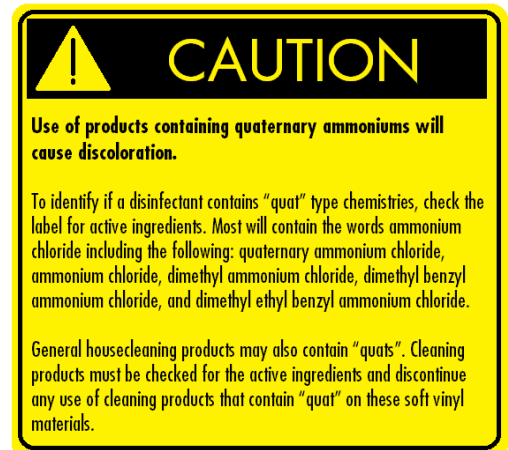 CAUTION
Use of products containing quaternary ammoniums will
cause discoloration.
To identify if a disinfectant contains “quat” type chemistries, check the
label for active ingredients. Most will contain the words ammonium
chloride including the following: quaternary ammonium chloride,
ammonium chloride, dimethyl ammonium chloride, dimethyl benzyl
ammonium chloride, and dimethyl ethyl benzyl ammonium chloride.
General housecleaning products may also contain “quats”. Cleaning
products must be checked for the active ingredients and discontinue
any use of cleaning products that contain “quat” on these soft vinyl
materials.